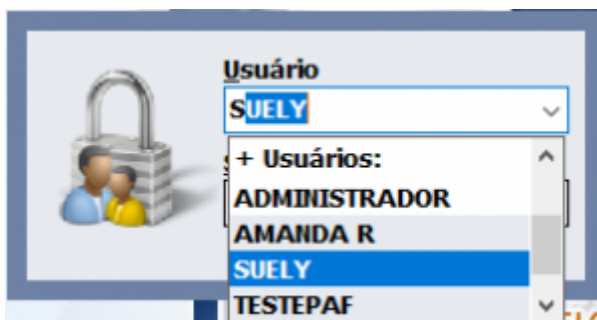 Usuário
SUELY
+ Usuários:
ADMINISTRADOR
AMANDA R
SUELY
TESTEPAF